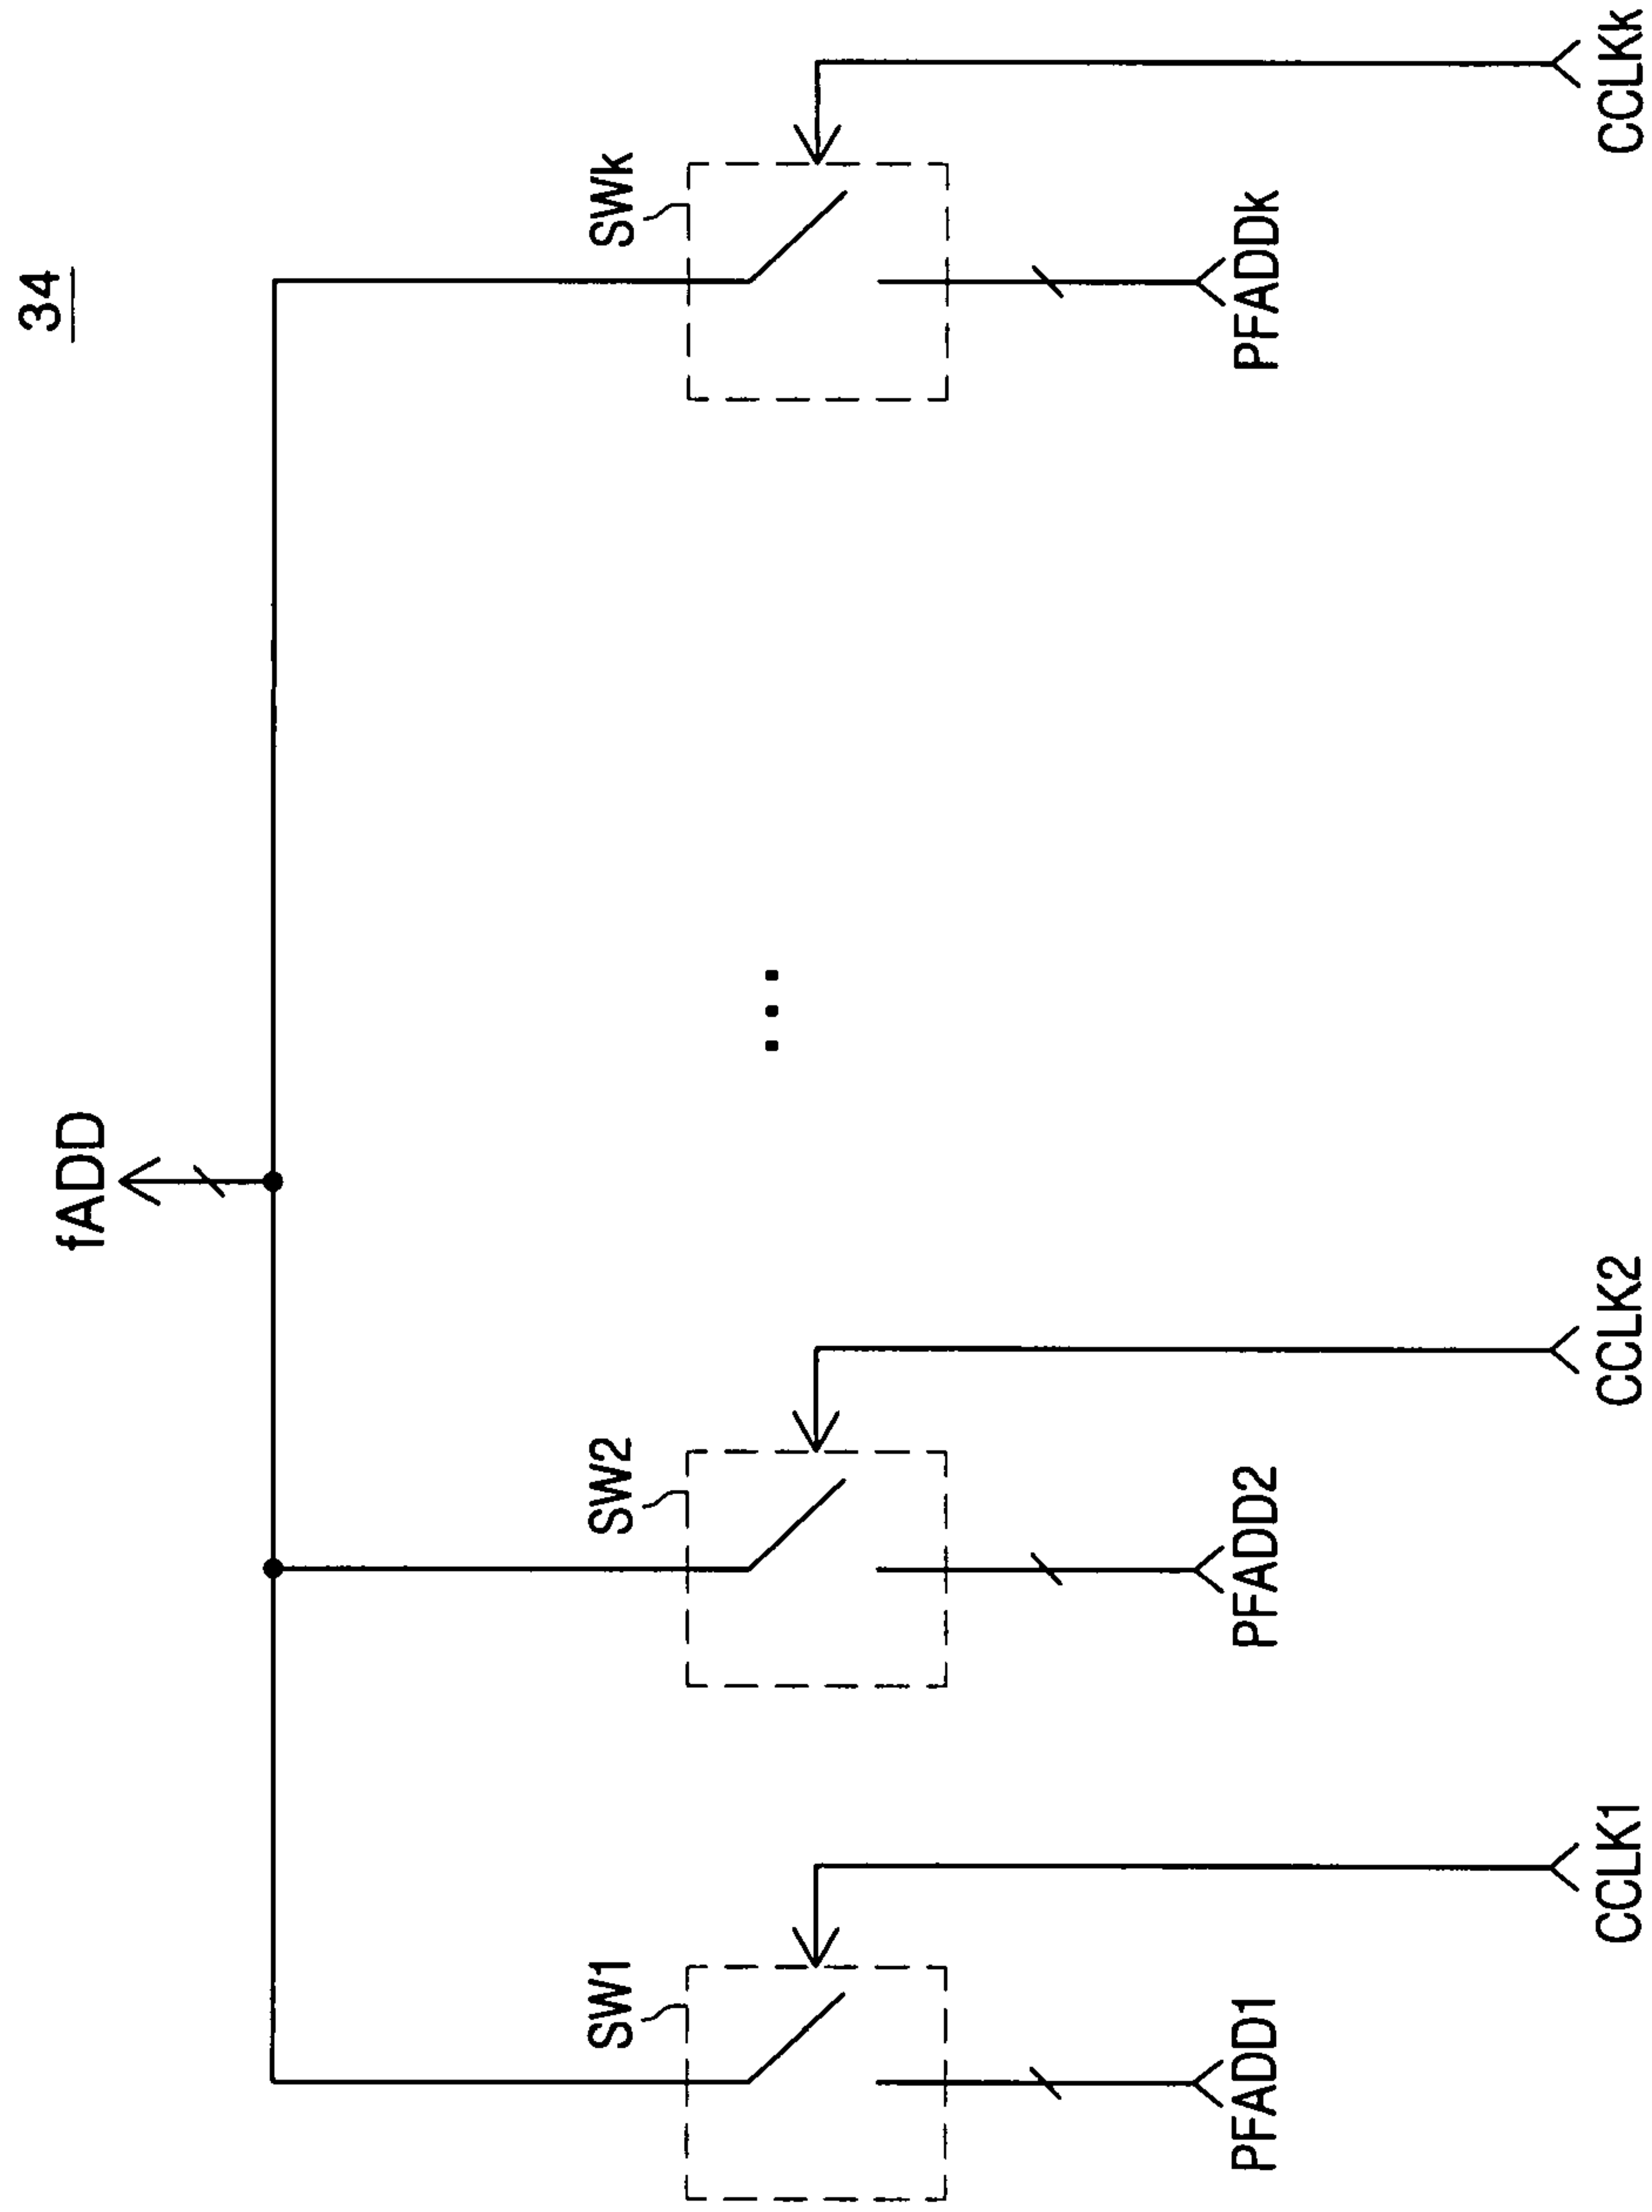 34
fADD
SW1
SW2
SWk
...
PFADD1
PFADD2
PFADDk
CCLK1
CCLK2
CCLKk